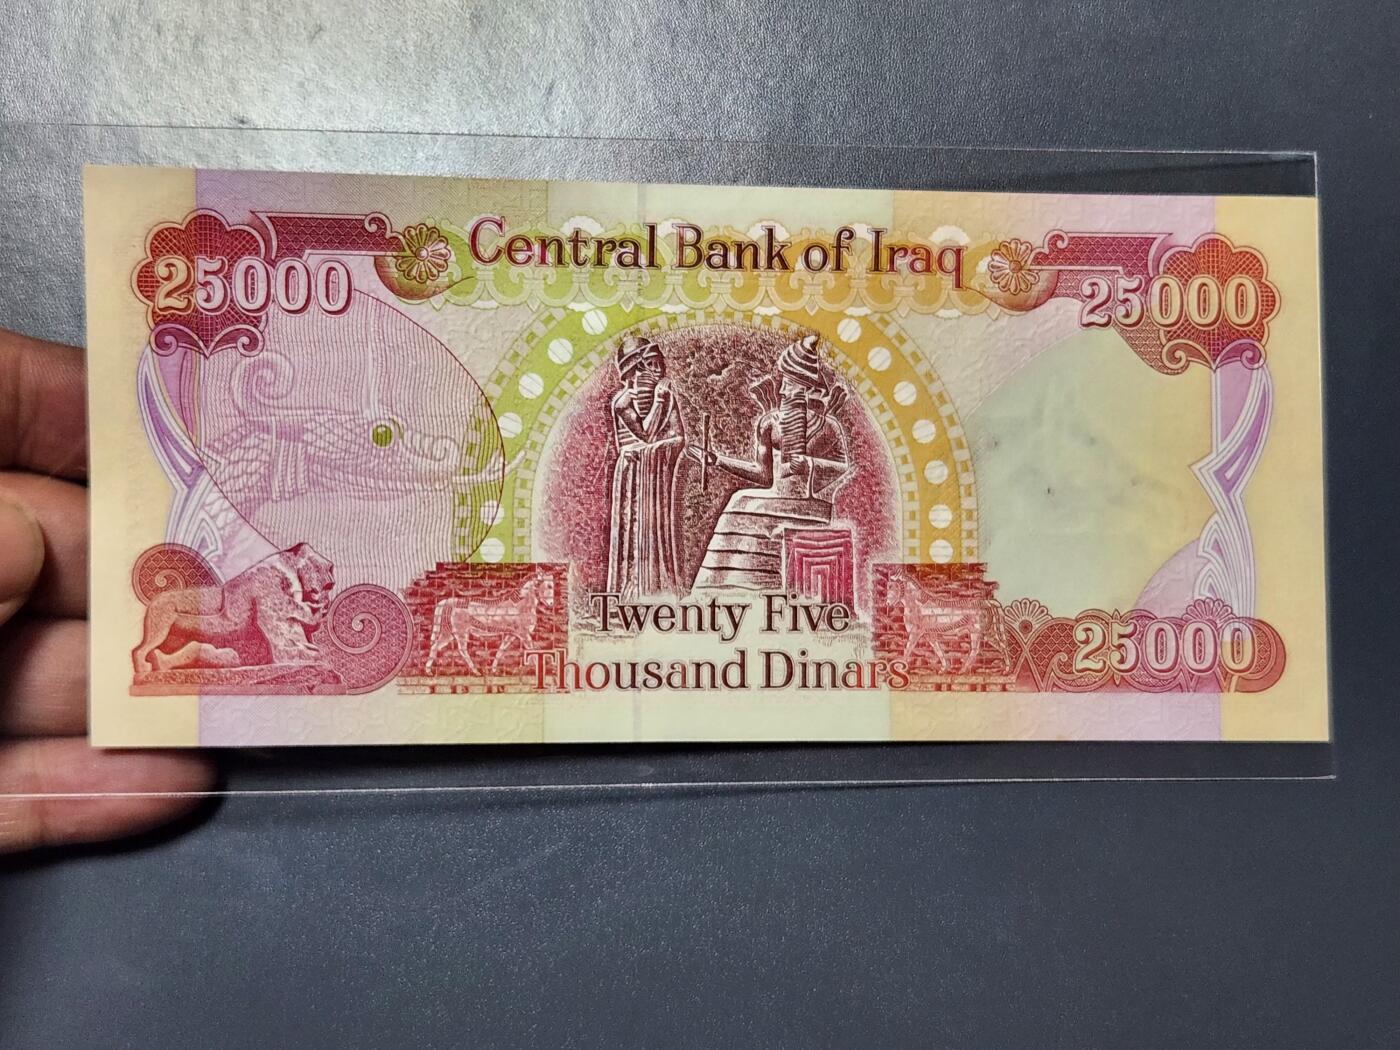 Central Bank of Iraq
25000
25000
Twenty Five
Thousand Dinars
25000